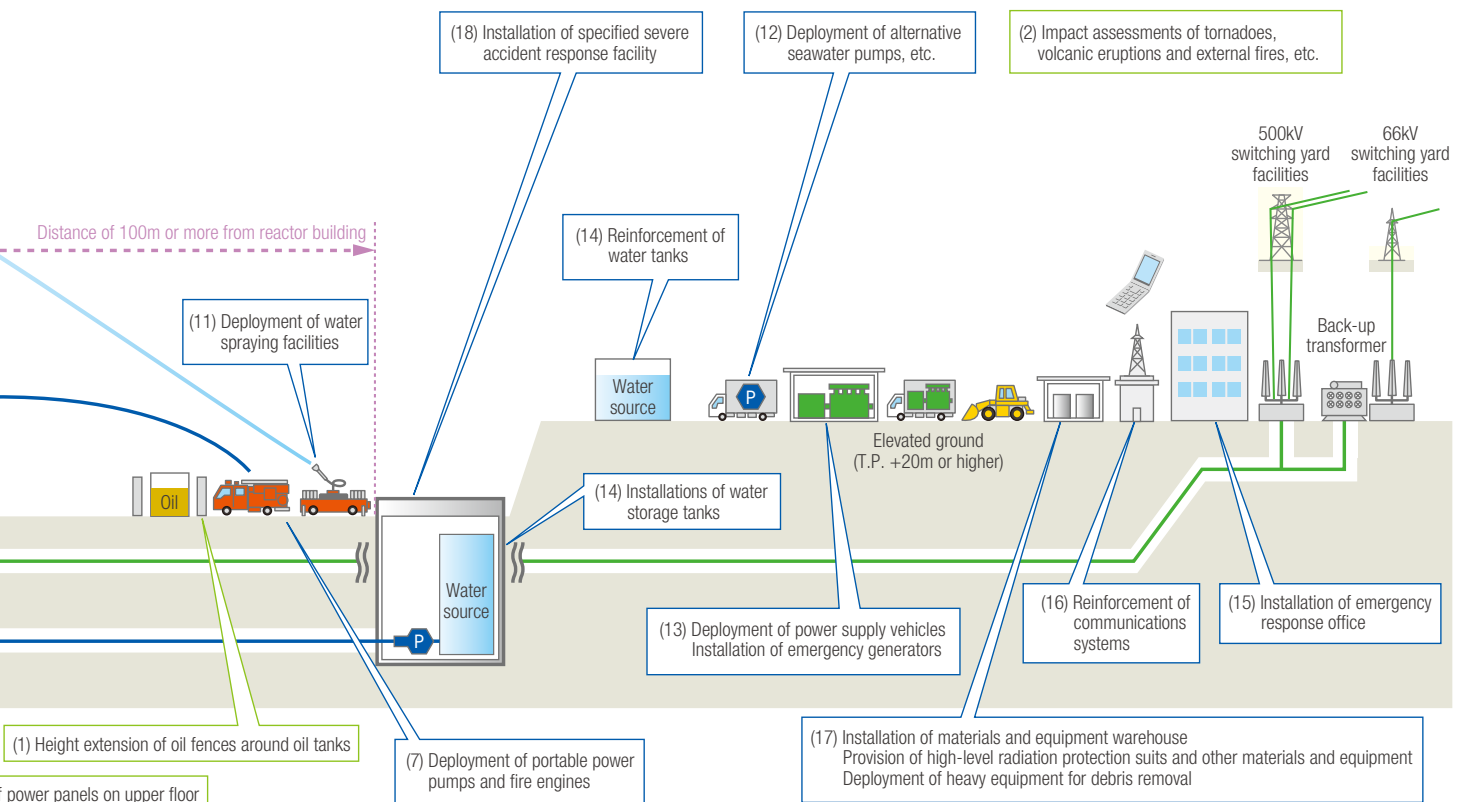 (18) Installation of specified severe
accident response facility
(12) Deployment of alternative
seawater pumps, etc.
(2) Impact assessments of tornadoes,
volcanic eruptions and external fires, etc.
500kV
switching yard
facilities
66kV
switching yard
facilities
Distance of 100m or more from reactor building
(14) Reinforcement of
water tanks
(11) Deployment of water
spraying facilities
Back-up
transformer
Water
source
P
Elevated ground
(T.P. +20m or higher)
Oil
(14) Installations of water
storage tanks
Water
source
P
(13) Deployment of power supply vehicles
Installation of emergency generators
(16) Reinforcement of
communications
systems
(15) Installation of emergency
response office
(1) Height extension of oil fences around oil tanks
(7) Deployment of portable power
pumps and fire engines
(17) Installation of materials and equipment warehouse
Provision of high-level radiation protection suits and other materials and equipment
Deployment of heavy equipment for debris removal
power panels on upper floor